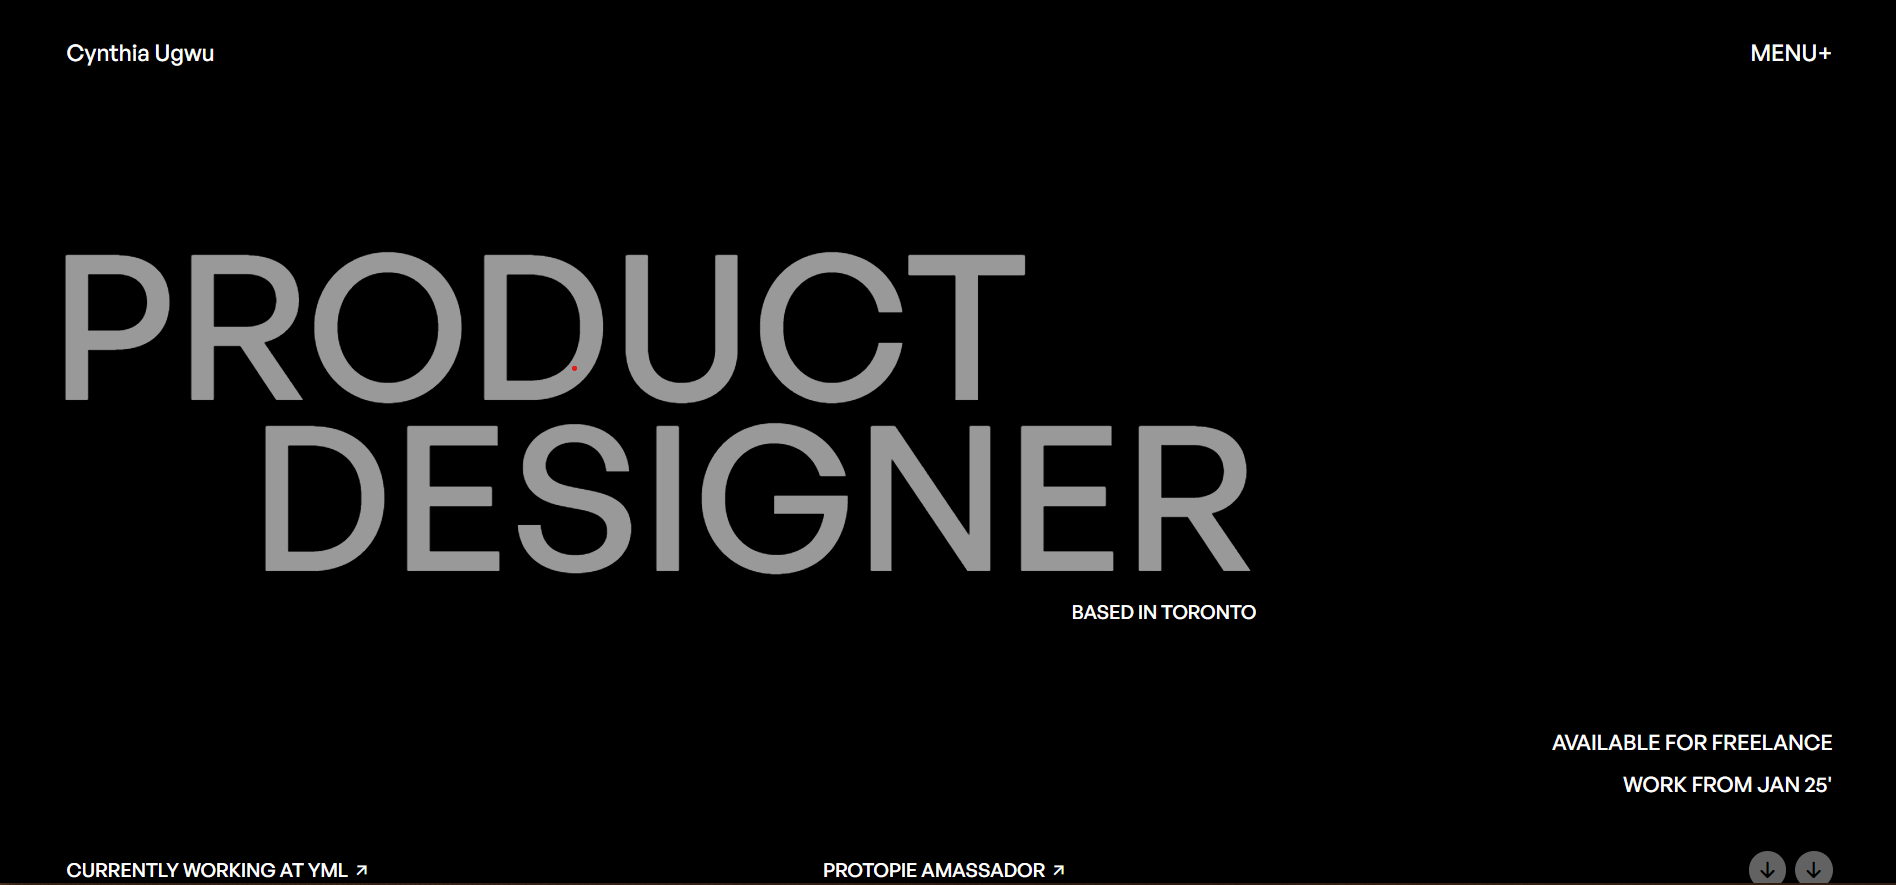 Cynthia Ugwu
MENU+
PRODUCT
DESIGNER
BASED IN TORONTO
AVAILABLE FOR FREELANCE
WORK FROM JAN 25'
CURRENTLY WORKING AT YML ↗
PROTOPIE AMASSADOR ↗